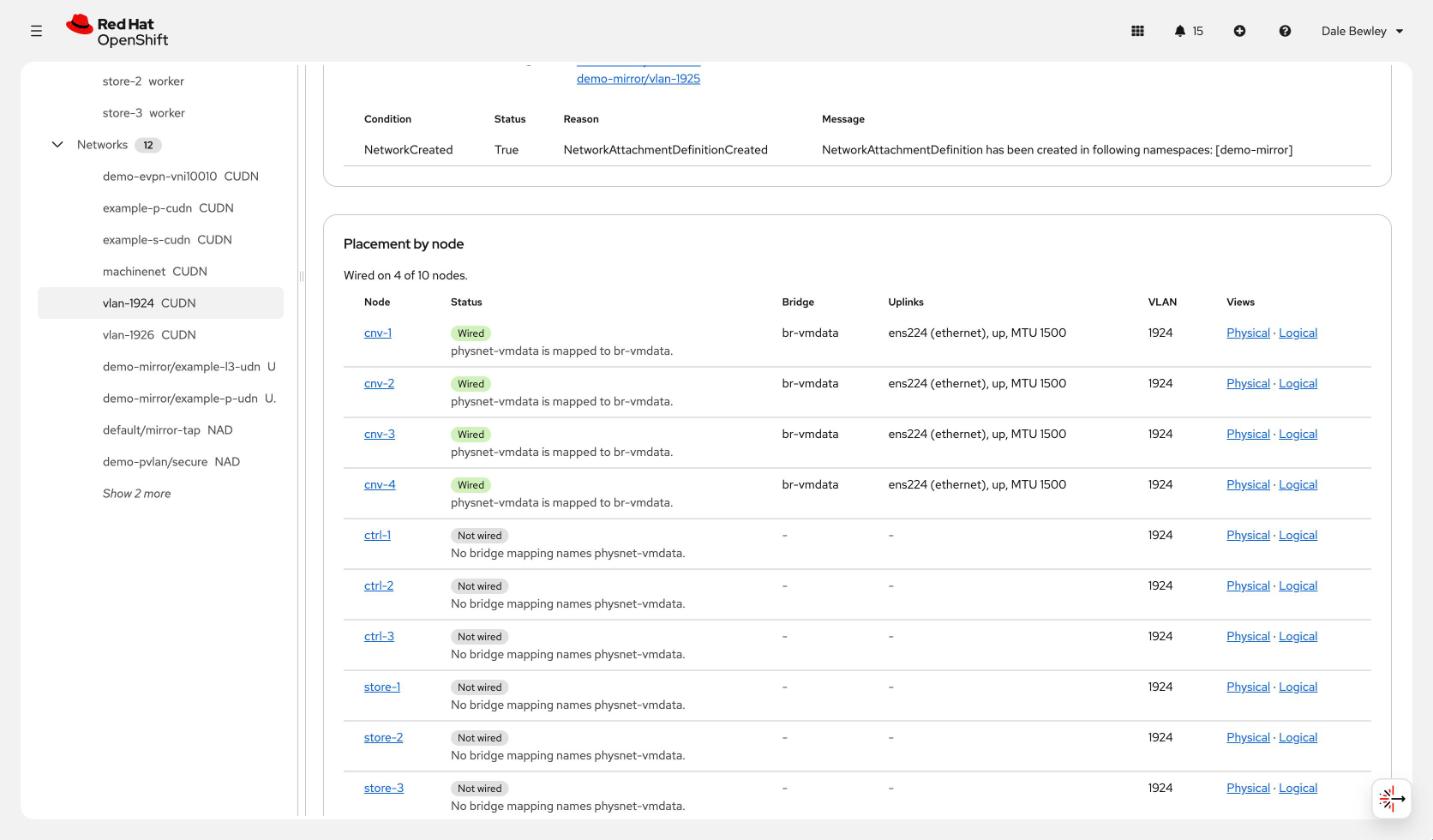 Red Hat
OpenShift
15
Dale Bewley
store-2 worker
store-3 worker
Networks 12
demo-evpn-vni10010 CUDN
example-p-cudn CUDN
example-s-cudn CUDN
machinenet CUDN
vlan-1924 CUDN
vlan-1926 CUDN
demo-mirror/example-l3-udn U
demo-mirror/example-p-udn U.
default/mirror-tap NAD
demo-pvlan/secure NAD
Show 2 more
demo-mirror/vlan-1925
Condition Status Reason Message
NetworkCreated True NetworkAttachmentDefinitionCreated NetworkAttachmentDefinition has been created in following namespaces: [demo-mirror]
Placement by node
Wired on 4 of 10 nodes.
Node Status Bridge Uplinks VLAN Views
cnv-1 Wired br-vmdata ens224 (ethernet), up, MTU 1500 1924 Physical · Logical
physnet-vmdata is mapped to br-vmdata.
cnv-2 Wired br-vmdata ens224 (ethernet), up, MTU 1500 1924 Physical · Logical
physnet-vmdata is mapped to br-vmdata.
cnv-3 Wired br-vmdata ens224 (ethernet), up, MTU 1500 1924 Physical · Logical
physnet-vmdata is mapped to br-vmdata.
cnv-4 Wired br-vmdata ens224 (ethernet), up, MTU 1500 1924 Physical · Logical
physnet-vmdata is mapped to br-vmdata.
ctrl-1 Not wired - - 1924 Physical · Logical
No bridge mapping names physnet-vmdata.
ctrl-2 Not wired - - 1924 Physical · Logical
No bridge mapping names physnet-vmdata.
ctrl-3 Not wired - - 1924 Physical · Logical
No bridge mapping names physnet-vmdata.
store-1 Not wired - - 1924 Physical · Logical
No bridge mapping names physnet-vmdata.
store-2 Not wired - - 1924 Physical · Logical
No bridge mapping names physnet-vmdata.
store-3 Not wired - - 1924 Physical · Logical
No bridge mapping names physnet-vmdata.